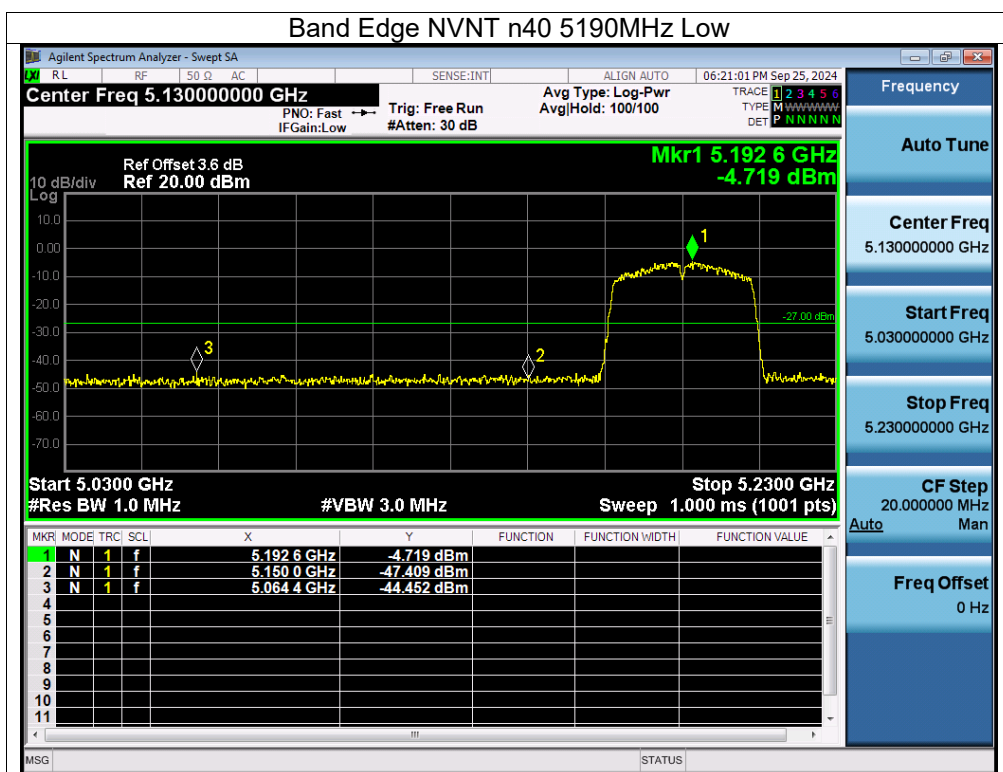 Band Edge NVNT n40 5190MHz Low
Agilent Spectrum Analyzer - Swept SA
LXI RL RF 50 Ω AC SENSE:INT ALIGN AUTO 06:21:01 PM Sep 25, 2024
Center Freq 5.130000000 GHz Avg Type: Log-Pwr TRACE 1 2 3 4 5 6
PNO: Fast Trig: Free Run Avg|Hold: 100/100 TYPE M WWWWW
IFGain:Low #Atten: 30 dB DET P NNNNN
Ref Offset 3.6 dB Mkr1 5.192 6 GHz
10 dB/div Ref 20.00 dBm -4.719 dBm
Log
10.0
0.00
-10.0
-20.0
-30.0
-40.0
-50.0
-60.0
-70.0
1
-27.00 dBm
3
2
Start 5.0300 GHz Stop 5.2300 GHz
#Res BW 1.0 MHz #VBW 3.0 MHz Sweep 1.000 ms (1001 pts)
MKR MODE TRC SCL X Y FUNCTION FUNCTION WIDTH FUNCTION VALUE
1 N 1 f 5.192 6 GHz -4.719 dBm
2 N 1 f 5.150 0 GHz -47.409 dBm
3 N 1 f 5.064 4 GHz -44.452 dBm
4
5
6
7
8
9
10
11
MSG STATUS
Frequency
Auto Tune
Center Freq
5.130000000 GHz
Start Freq
5.030000000 GHz
Stop Freq
5.230000000 GHz
CF Step
20.000000 MHz
Auto Man
Freq Offset
0 Hz